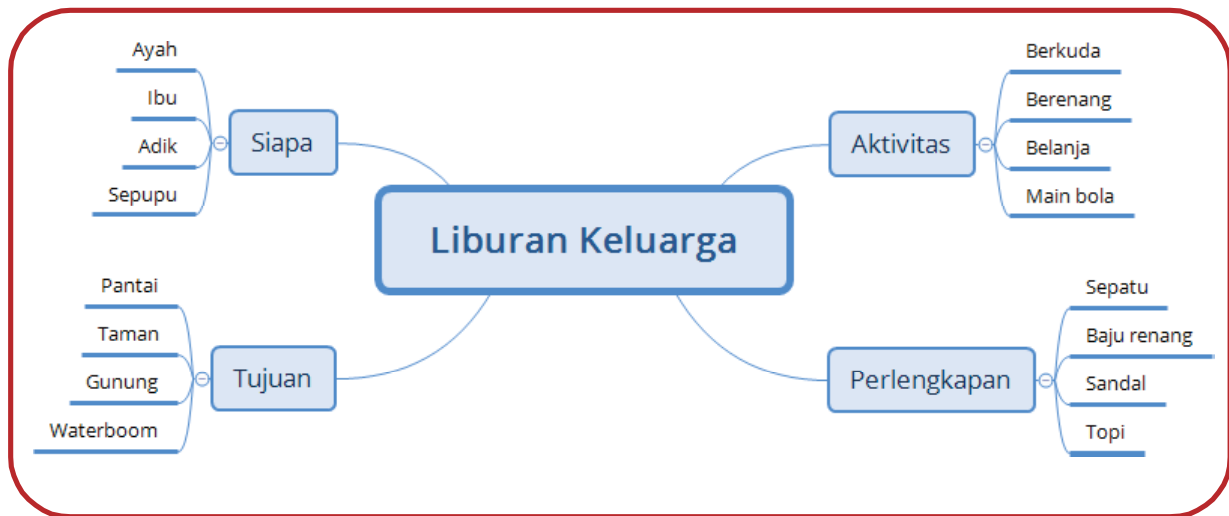 Liburan Keluarga
Siapa
Ayah
Ibu
Adik
Sepupu
Tujuan
Pantai
Taman
Gunung
Waterboom
Aktivitas
Berkuda
Berenang
Belanja
Main bola
Perlengkapan
Sepatu
Baju renang
Sandal
Topi